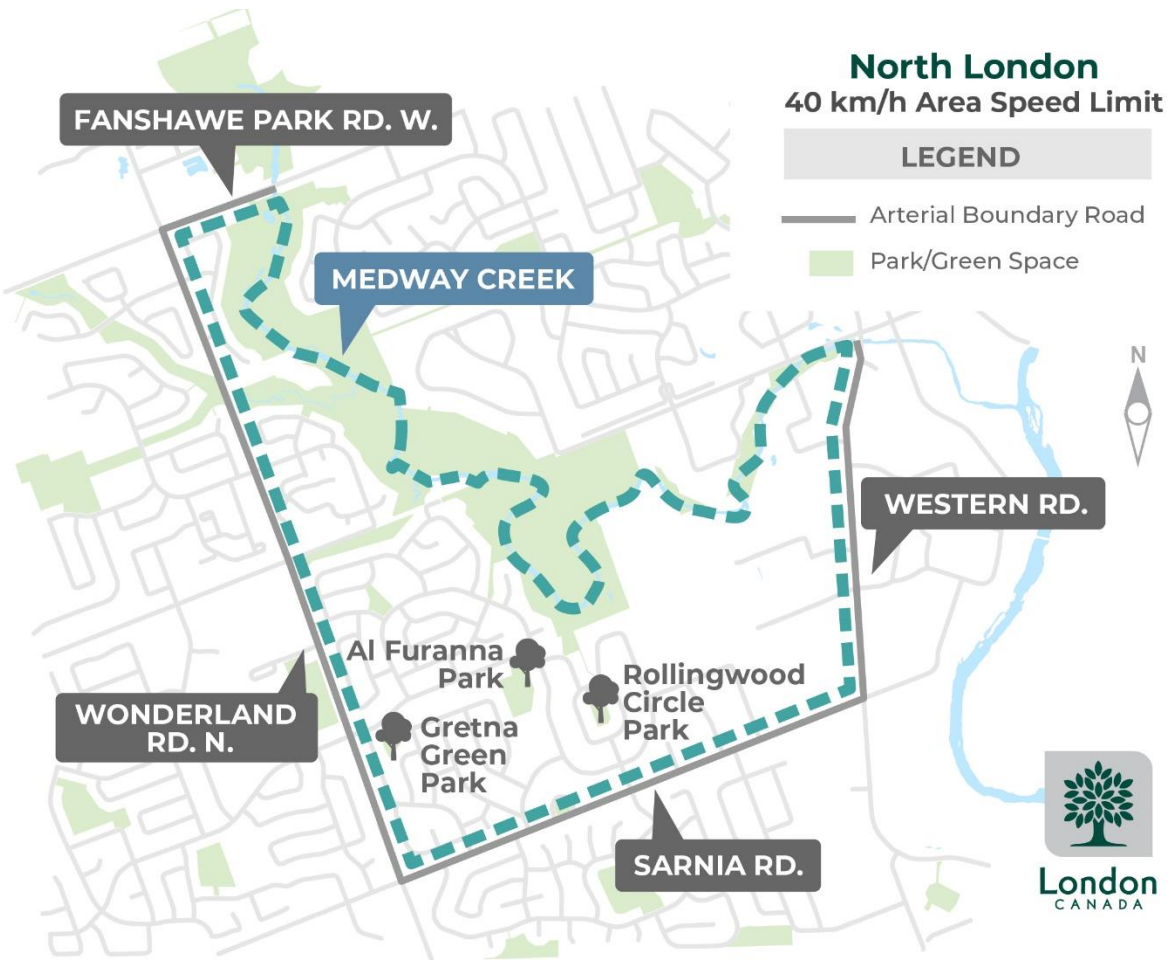 North London
40 km/h Area Speed Limit
LEGEND
Arterial Boundary Road
Park/Green Space
FANSHAWE PARK RD. W.
MEDWAY CREEK
N
WESTERN RD.
Al Furanna
Park
Rollingwood
Circle
Park
WONDERLAND
RD. N.
Gretna
Green
Park
SARNIA RD.
London
CANADA